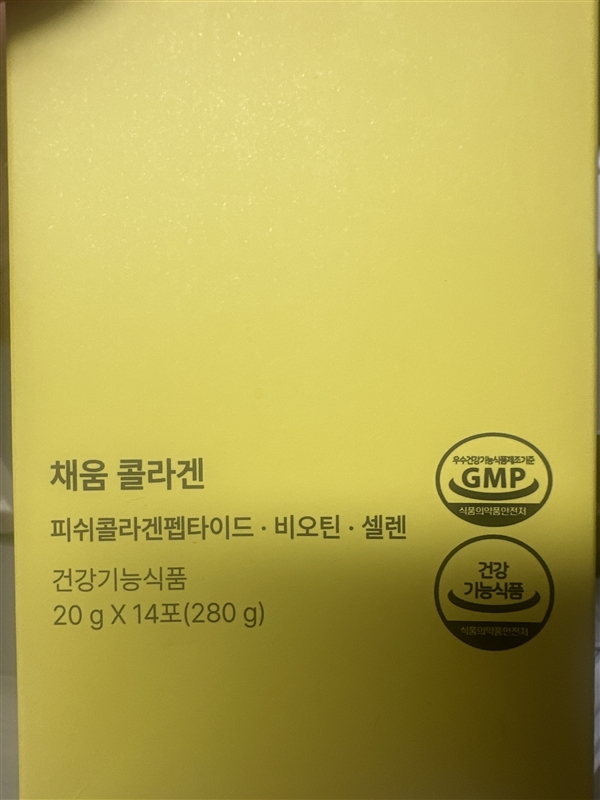 채움 콜라겐
피쉬콜라겐펩타이드 · 비오틴 · 셀렌
건강기능식품
20 g X 14포(280 g)
우수건강기능식품제조기준
GMP
식품의약품안전처
건강
기능식품
식품의약품안전처